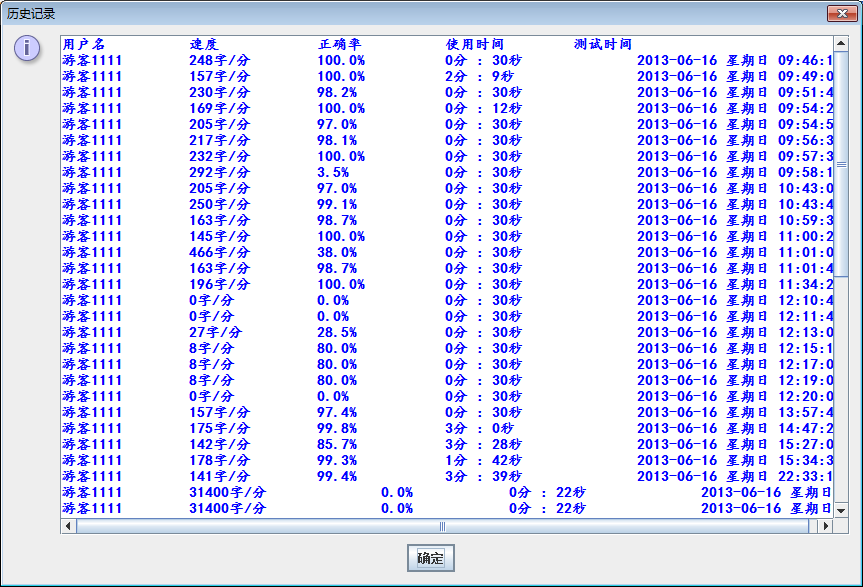 历史记录
用户名 速度 正确率 使用时间 测试时间
游客1111 248字/分 100.0% 0分 : 30秒 2013-06-16 星期日 09:46:1
游客1111 157字/分 100.0% 2分 : 9秒 2013-06-16 星期日 09:49:0
游客1111 230字/分 98.2% 0分 : 30秒 2013-06-16 星期日 09:51:4
游客1111 169字/分 100.0% 0分 : 12秒 2013-06-16 星期日 09:54:2
游客1111 205字/分 97.0% 0分 : 30秒 2013-06-16 星期日 09:54:5
游客1111 217字/分 98.1% 0分 : 30秒 2013-06-16 星期日 09:56:3
游客1111 232字/分 100.0% 0分 : 30秒 2013-06-16 星期日 09:57:3
游客1111 292字/分 3.5% 0分 : 30秒 2013-06-16 星期日 09:58:1
游客1111 205字/分 97.0% 0分 : 30秒 2013-06-16 星期日 10:43:0
游客1111 250字/分 99.1% 0分 : 30秒 2013-06-16 星期日 10:43:4
游客1111 163字/分 98.7% 0分 : 30秒 2013-06-16 星期日 10:59:3
游客1111 145字/分 100.0% 0分 : 30秒 2013-06-16 星期日 11:00:2
游客1111 466字/分 38.0% 0分 : 30秒 2013-06-16 星期日 11:01:0
游客1111 163字/分 98.7% 0分 : 30秒 2013-06-16 星期日 11:01:4
游客1111 196字/分 100.0% 0分 : 30秒 2013-06-16 星期日 11:34:2
游客1111 0字/分 0.0% 0分 : 30秒 2013-06-16 星期日 12:10:4
游客1111 0字/分 0.0% 0分 : 30秒 2013-06-16 星期日 12:11:4
游客1111 27字/分 28.5% 0分 : 30秒 2013-06-16 星期日 12:13:0
游客1111 8字/分 80.0% 0分 : 30秒 2013-06-16 星期日 12:15:1
游客1111 8字/分 80.0% 0分 : 30秒 2013-06-16 星期日 12:17:0
游客1111 8字/分 80.0% 0分 : 30秒 2013-06-16 星期日 12:19:0
游客1111 0字/分 0.0% 0分 : 30秒 2013-06-16 星期日 12:20:0
游客1111 157字/分 97.4% 0分 : 30秒 2013-06-16 星期日 13:57:4
游客1111 175字/分 99.8% 3分 : 0秒 2013-06-16 星期日 14:47:2
游客1111 142字/分 85.7% 3分 : 28秒 2013-06-16 星期日 15:27:0
游客1111 178字/分 99.3% 1分 : 42秒 2013-06-16 星期日 15:34:3
游客1111 141字/分 99.4% 3分 : 39秒 2013-06-16 星期日 22:33:1
游客1111 31400字/分 0.0% 0分 : 22秒 2013-06-16 星期日
游客1111 31400字/分 0.0% 0分 : 22秒 2013-06-16 星期日
确定